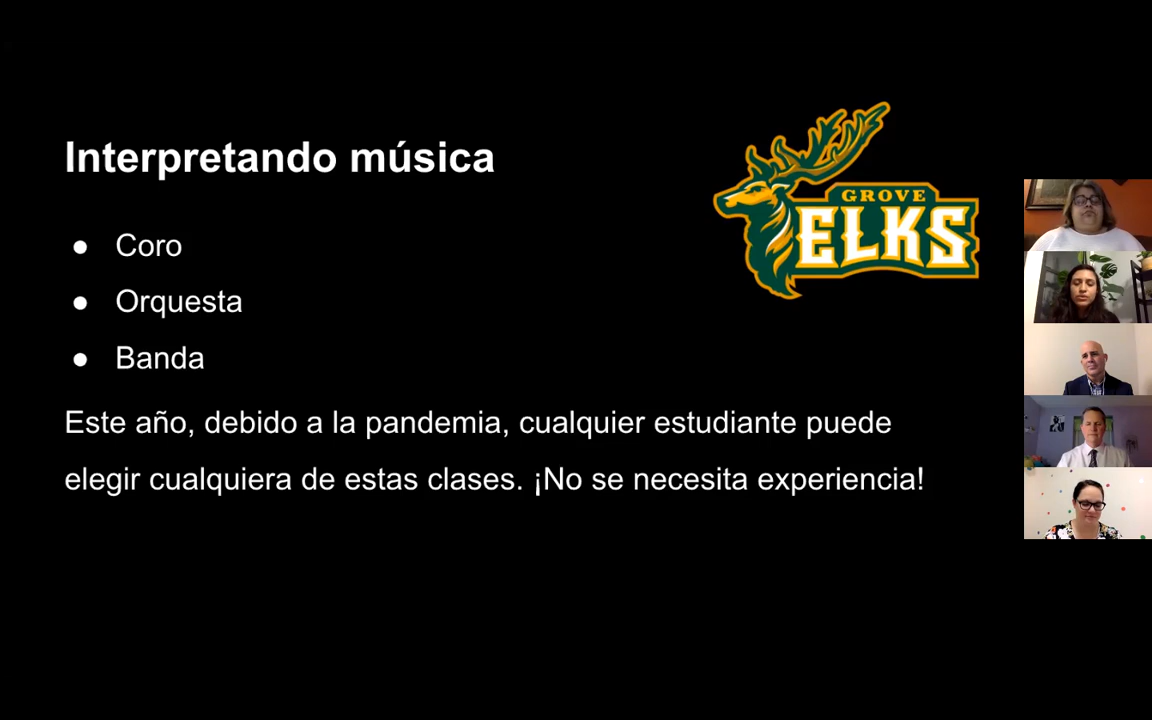 Interpretando música
GROVE
ELKS
● Coro
● Orquesta
● Banda
Este año, debido a la pandemia, cualquier estudiante puede
elegir cualquiera de estas clases. ¡No se necesita experiencia!